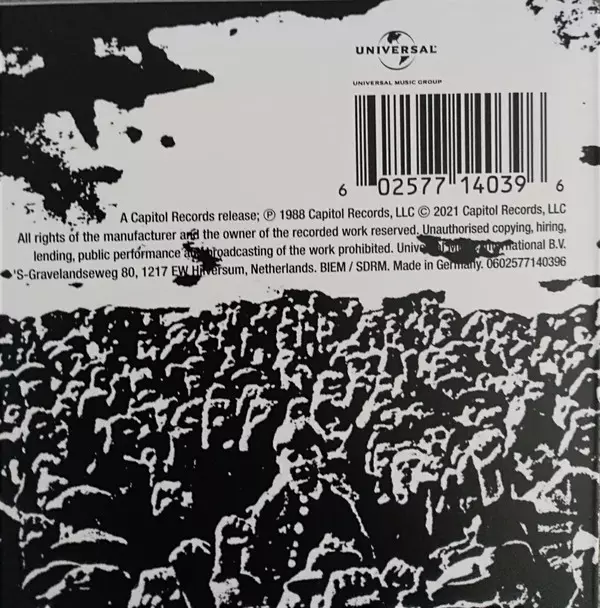 UNIVERSAL
UNIVERSAL MUSIC GROUP
6 02577 14039 6
A Capitol Records release; ℗ 1988 Capitol Records, LLC © 2021 Capitol Records, LLC
All rights of the manufacturer and the owner of the recorded work reserved. Unauthorised copying, hiring,
lending, public performance and broadcasting of the work prohibited. Universal International B.V.
'S-Gravelandseweg 80, 1217 EW Hilversum, Netherlands. BIEM / SDRM. Made in Germany. 0602577140396